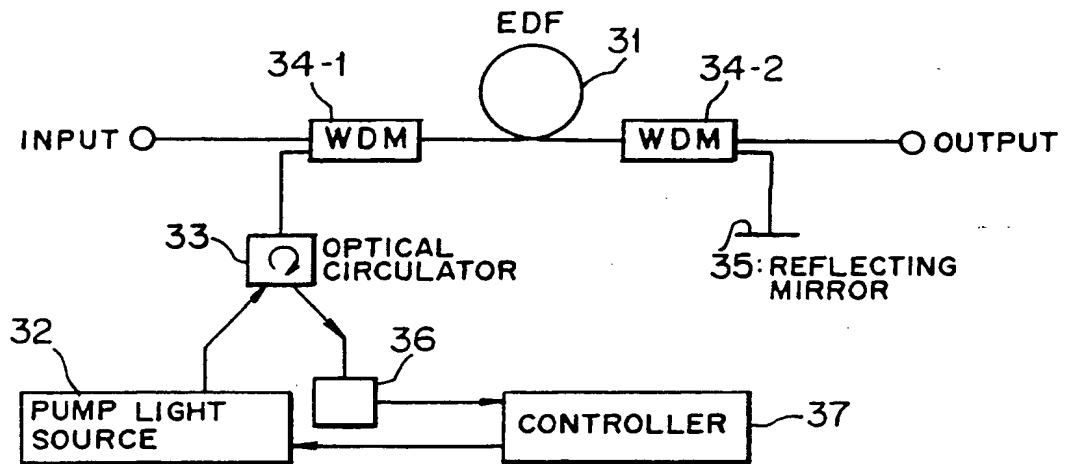 EDF
31
34-1
34-2
INPUT
WDM
WDM
OUTPUT
33
OPTICAL
CIRCULATOR
35: REFLECTING
MIRROR
32
36
PUMP LIGHT
SOURCE
CONTROLLER
37